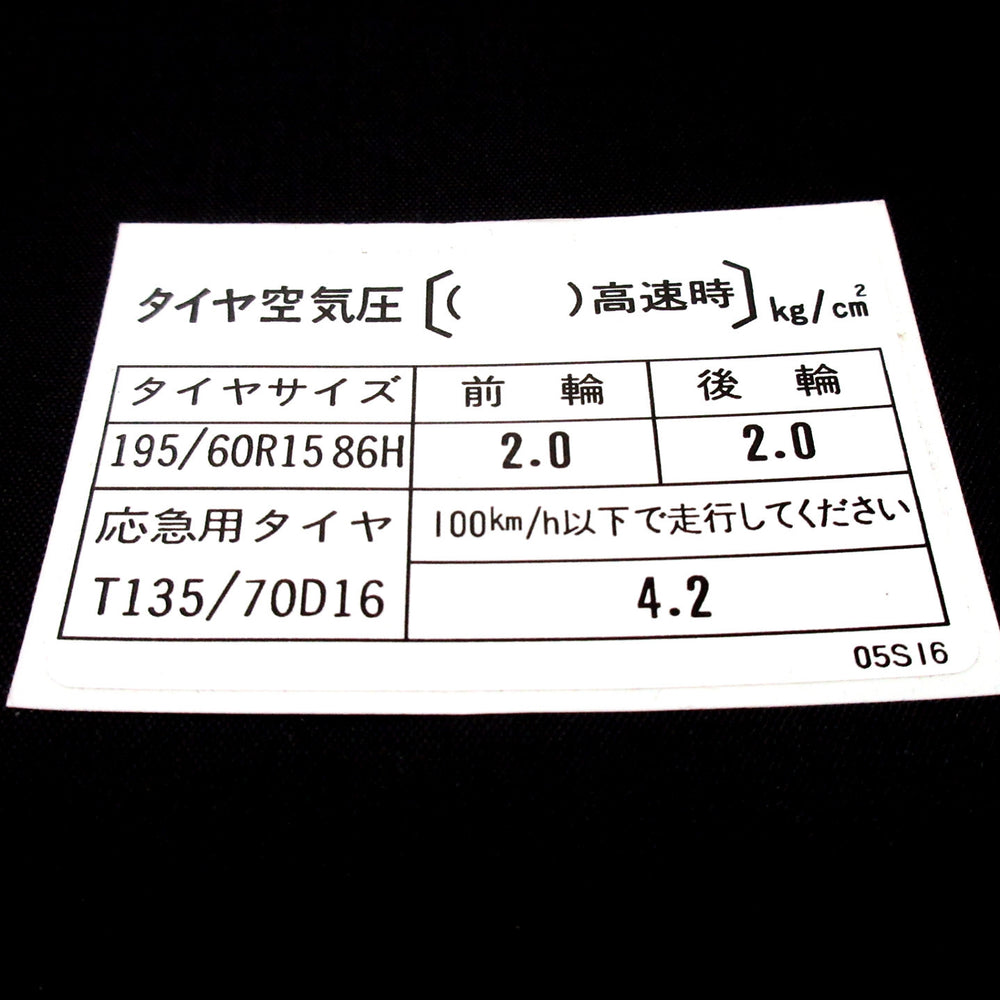 タイヤ空気圧〔(　　)高速時〕kg/cm²
タイヤサイズ 前輪 後輪
195/60R15 86H 2.0 2.0
応急用タイヤ 100km/h以下で走行してください
T135/70D16 4.2
05S16